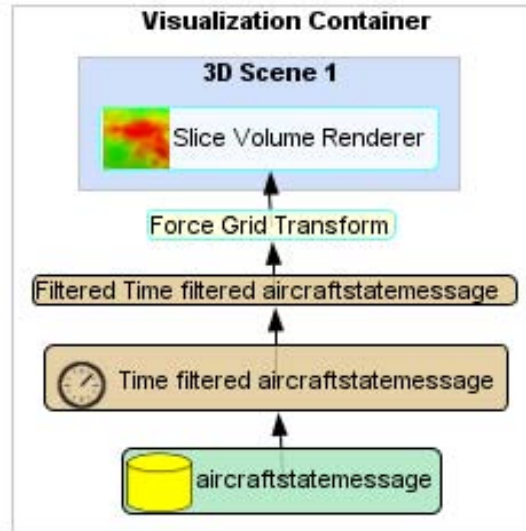 Visualization Container
3D Scene 1
Slice Volume Renderer
Force Grid Transform
Filtered Time filtered aircraftstatemessage
Time filtered aircraftstatemessage
aircraftstatemessage